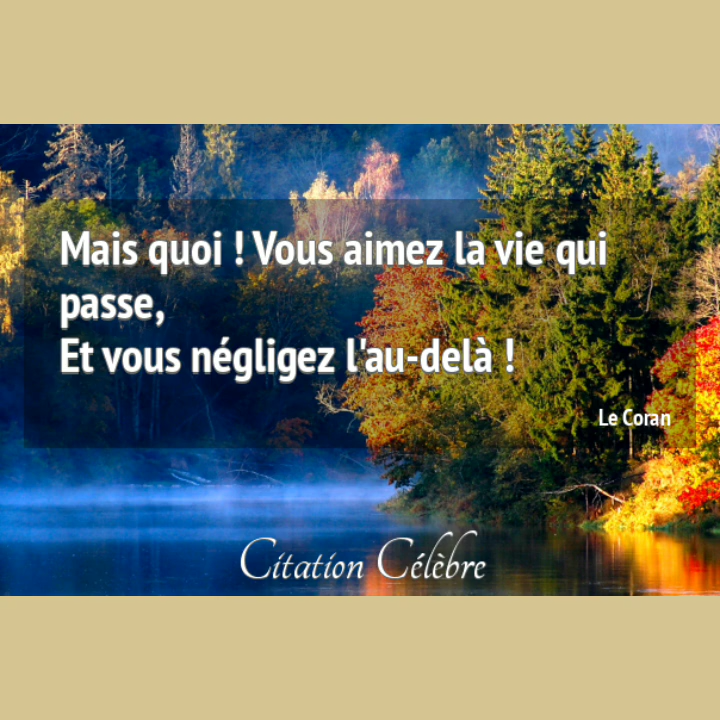 Mais quoi ! Vous aimez la vie qui
passe,
Et vous négligez l'au-delà !
Le Coran
Citation Célèbre